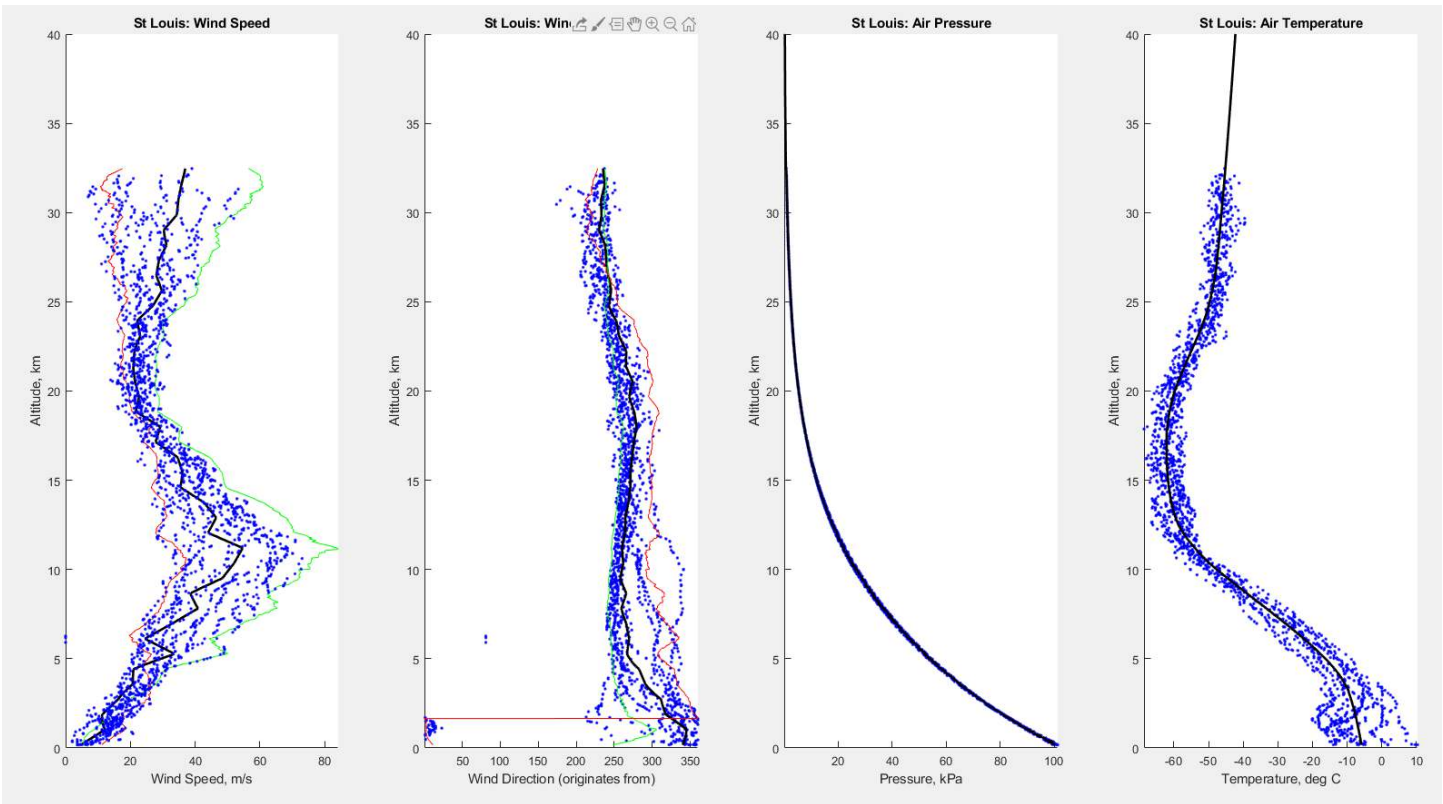 St Louis: Wind Speed
40
35
30
25
20
15
10
5
0
Altitude, km
0 20 40 60 80
Wind Speed, m/s
St Louis:
40
35
30
25
20
15
10
5
0
Altitude, km
50 100 150 200 250 300 350
Wind Direction (originates from)
St Louis: Air Pressure
40
35
30
25
20
15
10
5
0
Altitude, km
20 40 60 80 100
Pressure, kPa
St Louis: Air Temperature
40
35
30
25
20
15
10
5
0
Altitude, km
-60 -50 -40 -30 -20 -10 0 10
Temperature, deg C